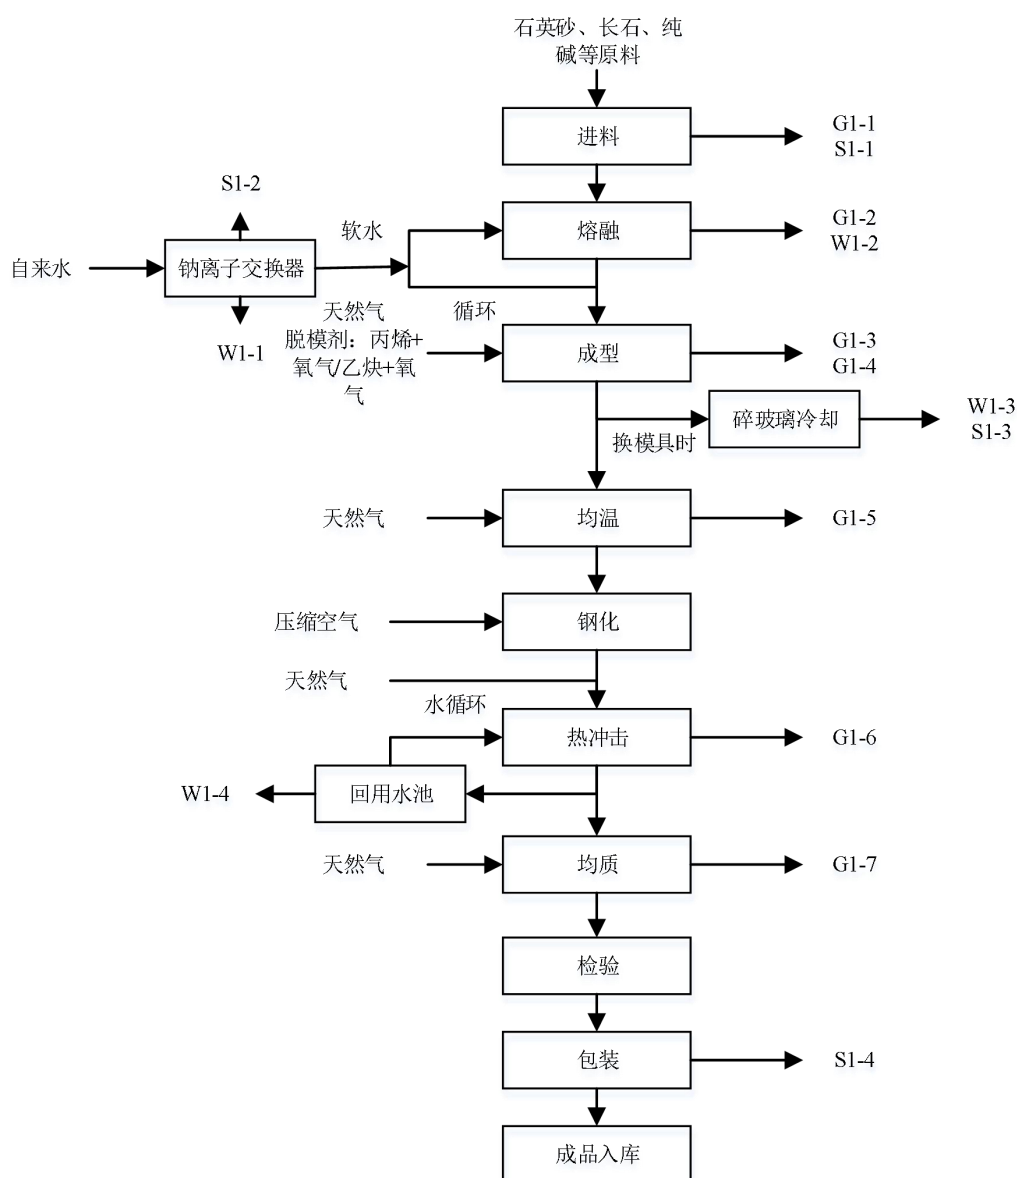 石英砂、长石、纯
碱等原料
进料
G1-1
S1-1
S1-2
软水
熔融
G1-2
W1-2
自来水
钠离子交换器
W1-1
循环
天然气
脱模剂：丙烯+
氧气/乙炔+氧
气
成型
G1-3
G1-4
换模具时
碎玻璃冷却
W1-3
S1-3
天然气
均温
G1-5
压缩空气
钢化
天然气
水循环
热冲击
G1-6
W1-4
回用水池
天然气
均质
G1-7
检验
包装
S1-4
成品入库